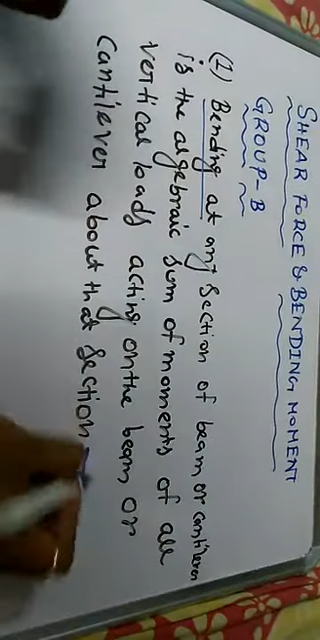 SHEAR FORCE & BENDING MOMENT
GROUP-B
(1) Bending at any section of beam or cantilever
is the algebraic sum of moments of all
vertical loads acting on the beam or
cantilever about that section